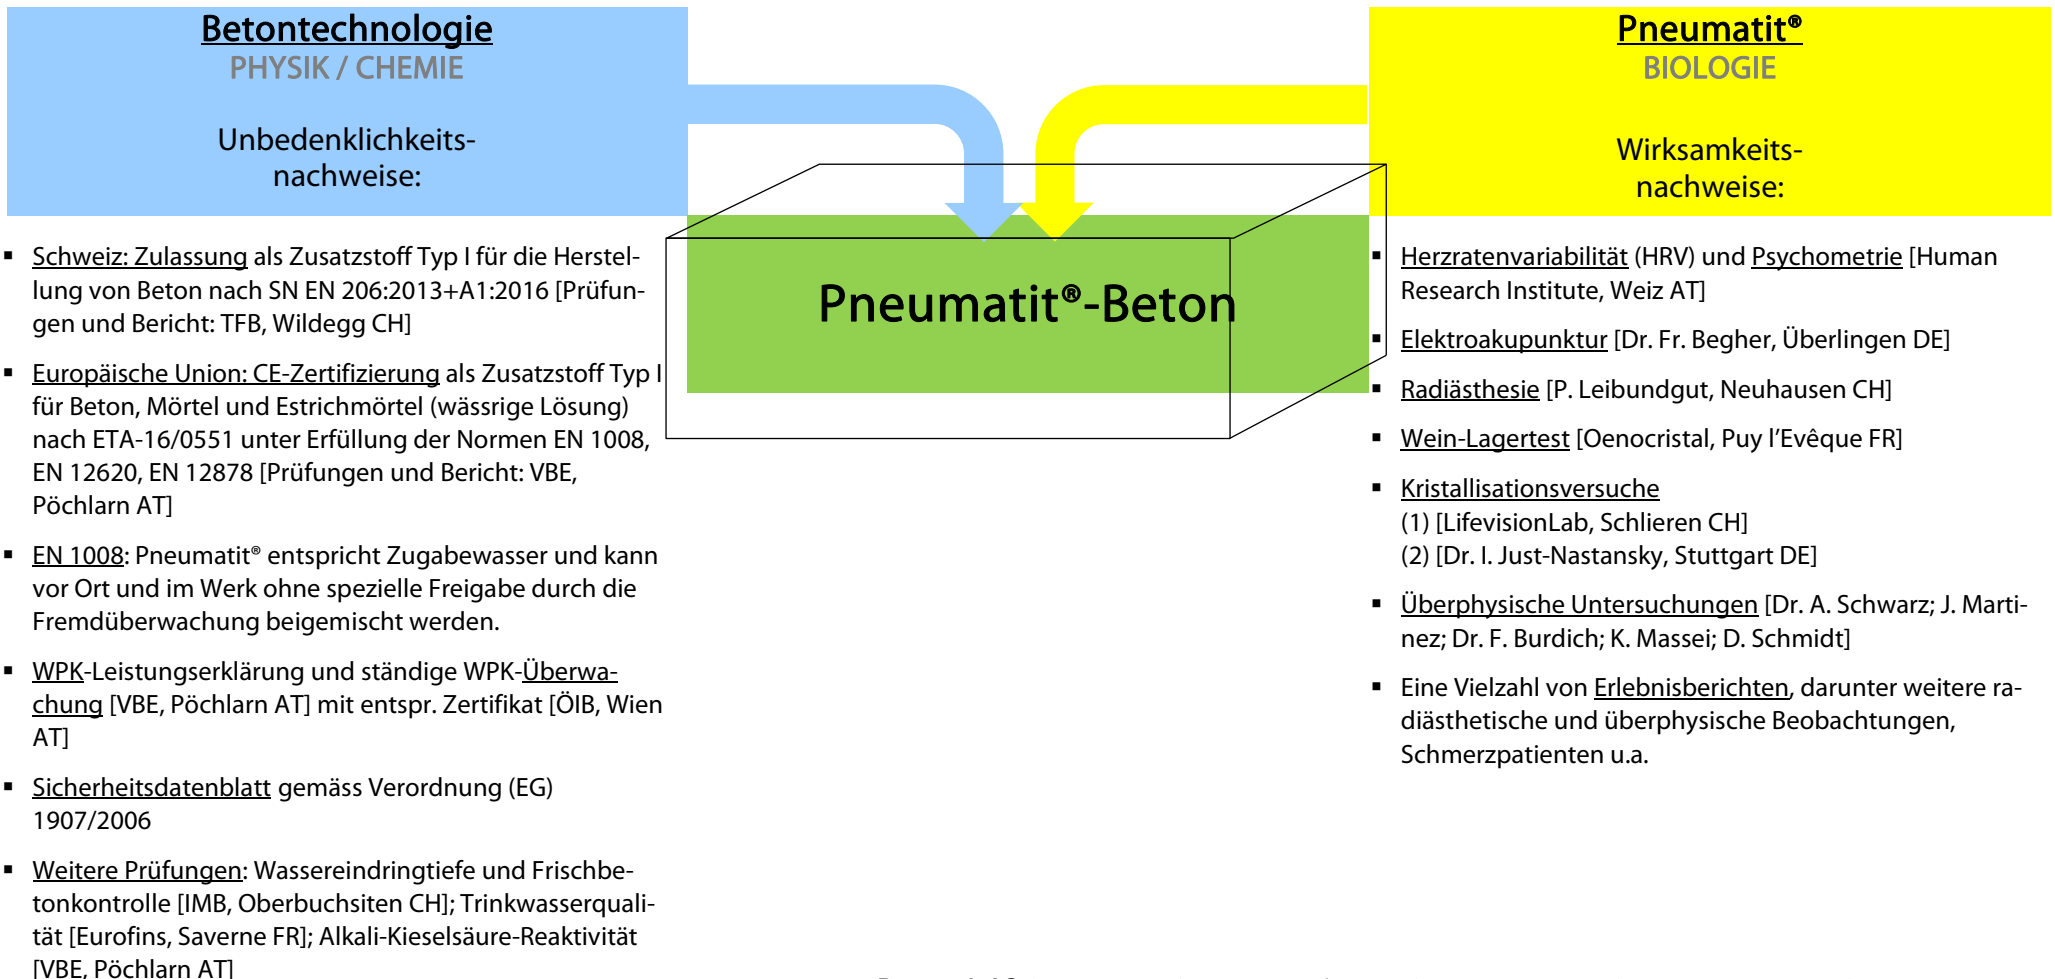 Betontechnologie
PHYSIK / CHEMIE
Unbedenklichkeits-
nachweise:
▪ Schweiz: Zulassung als Zusatzstoff Typ I für die Herstel-
lung von Beton nach SN EN 206:2013+A1:2016 [Prüfun-
gen und Bericht: TFB, Wildegg CH]
▪ Europäische Union: CE-Zertifizierung als Zusatzstoff Typ I
für Beton, Mörtel und Estrichmörtel (wässrige Lösung)
nach ETA-16/0551 unter Erfüllung der Normen EN 1008,
EN 12620, EN 12878 [Prüfungen und Bericht: VBE,
Pöchlarn AT]
▪ EN 1008: Pneumatit® entspricht Zugabewasser und kann
vor Ort und im Werk ohne spezielle Freigabe durch die
Fremdüberwachung beigemischt werden.
▪ WPK-Leistungserklärung und ständige WPK-Überwa-
chung [VBE, Pöchlarn AT] mit entspr. Zertifikat [ÖIB, Wien
AT]
▪ Sicherheitsdatenblatt gemäss Verordnung (EG)
1907/2006
▪ Weitere Prüfungen: Wassereindringtiefe und Frischbe-
tonkontrolle [IMB, Oberbuchsiten CH]; Trinkwasserquali-
tät [Eurofins, Saverne FR]; Alkali-Kieselsäure-Reaktivität
[VBE, Pöchlarn AT]
Pneumatit®-Beton
Pneumatit®
BIOLOGIE
Wirksamkeits-
nachweise:
▪ Herzratenvariabilität (HRV) und Psychometrie [Human
Research Institute, Weiz AT]
▪ Elektroakupunktur [Dr. Fr. Begher, Überlingen DE]
▪ Radiästhesie [P. Leibundgut, Neuhausen CH]
▪ Wein-Lagertest [Oenocristal, Puy l’Evêque FR]
▪ Kristallisationsversuche
(1) [LifevisionLab, Schlieren CH]
(2) [Dr. I. Just-Nastansky, Stuttgart DE]
▪ Überphysische Untersuchungen [Dr. A. Schwarz; J. Marti-
nez; Dr. F. Burdich; K. Massei; D. Schmidt]
▪ Eine Vielzahl von Erlebnisberichten, darunter weitere ra-
diästhetische und überphysische Beobachtungen,
Schmerzpatienten u.a.